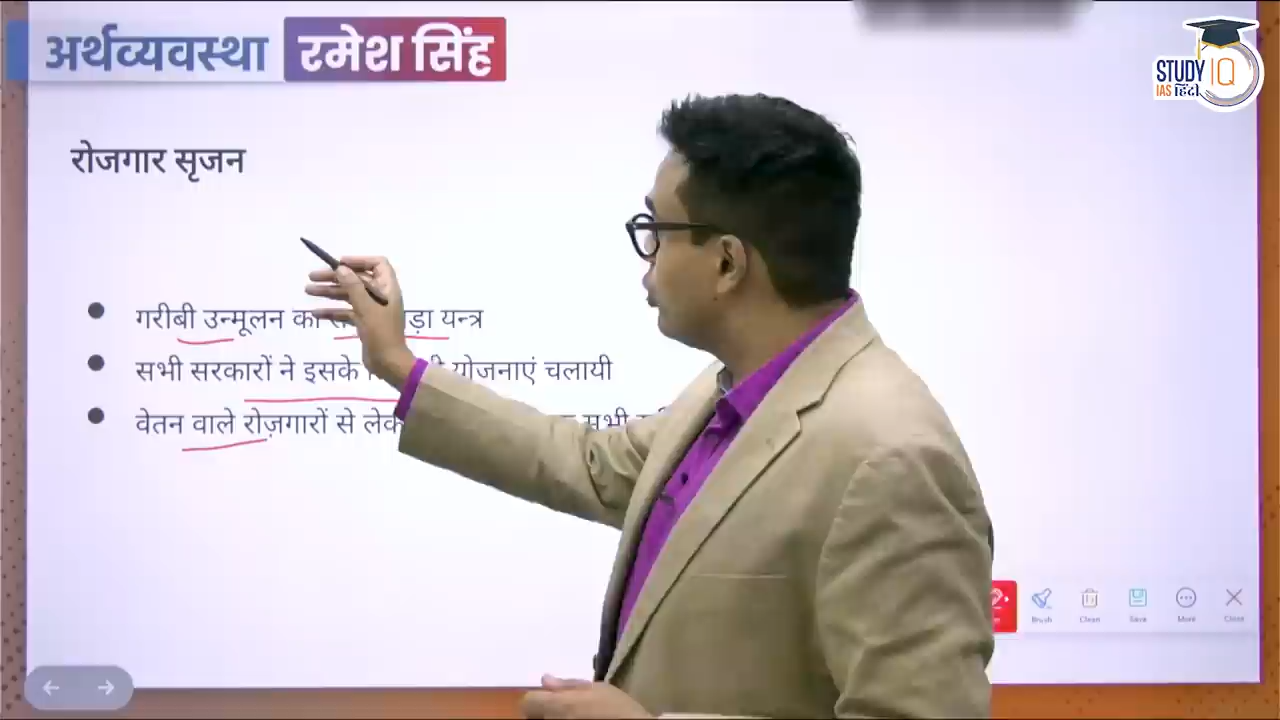 अर्थव्यवस्था रमेश सिंह
STUDY IQ
IAS हिंदी
रोजगार सृजन
गरीबी उन्मूलन का यन्त्र
सभी सरकारों ने इसके योजनाएं चलायी
वेतन वाले रोज़गारों से सभी
Brush Clean Save More Close